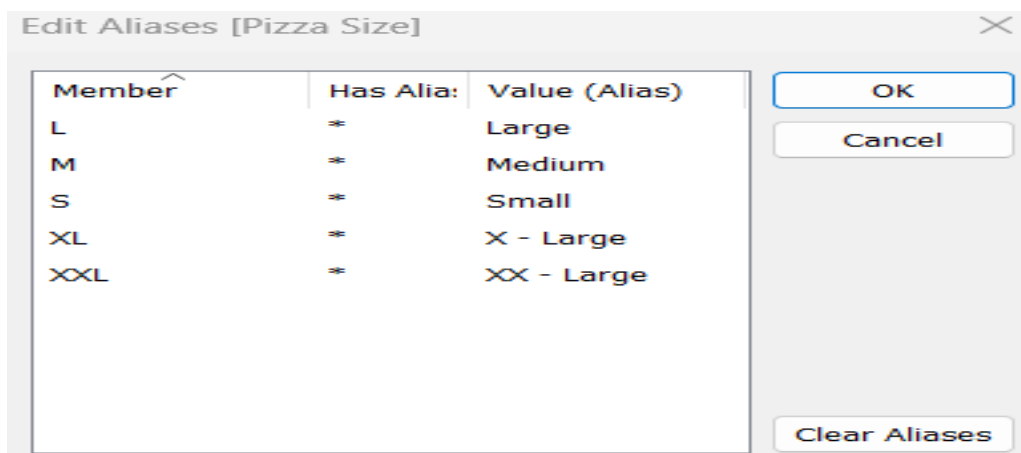 Edit Aliases [Pizza Size]
Member Has Alia: Value (Alias)
OK
L * Large
Cancel
M * Medium
S * Small
XL * X - Large
XXL * XX - Large
Clear Aliases